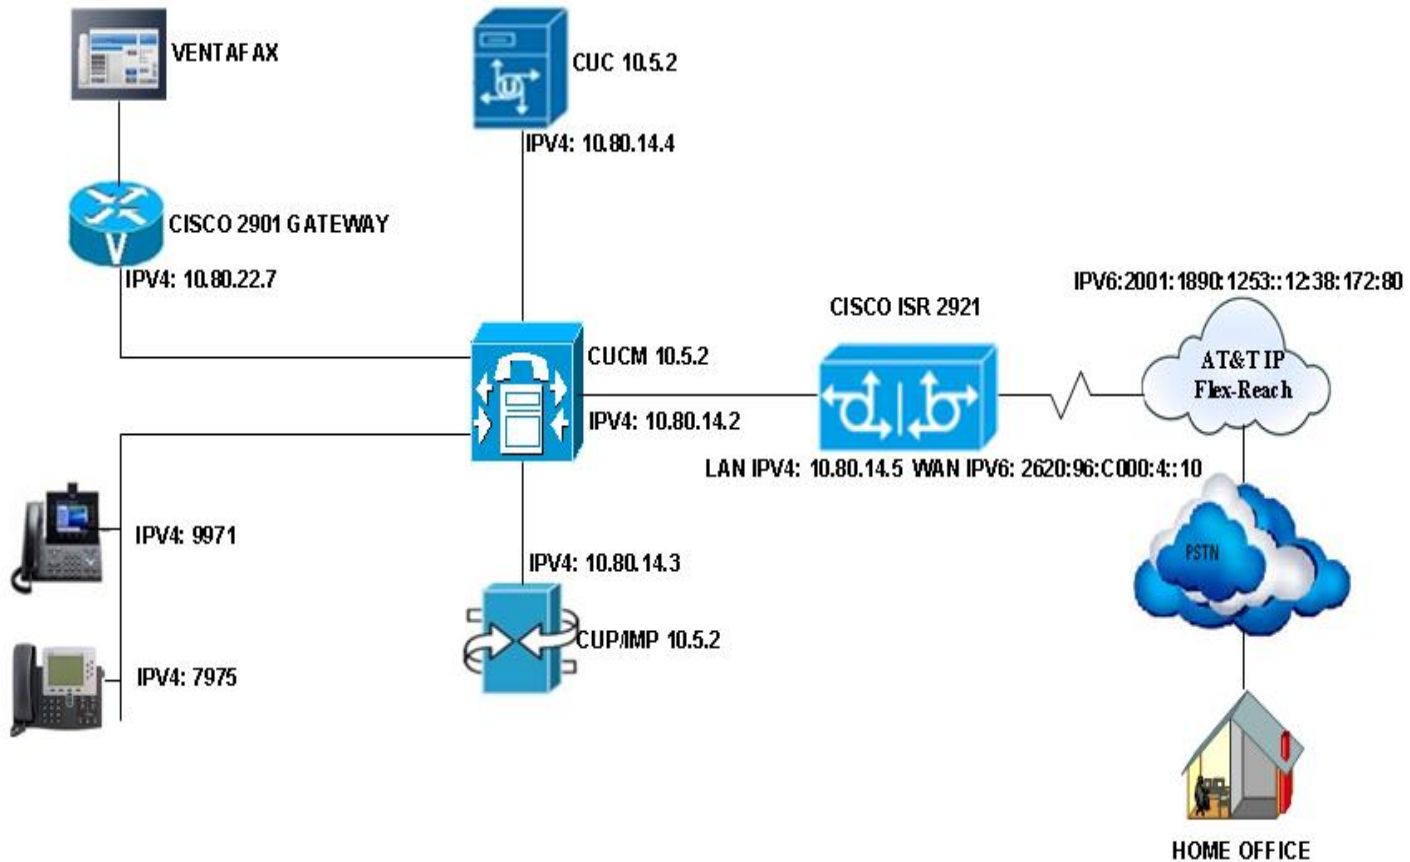 VENTAFAX
CUC 10.5.2
IPV4: 10.80.14.4
CISCO 2901 GATEWAY
IPV4: 10.80.22.7
IPV6:2001:1890:1253::12:38:172:80
CISCO ISR 2921
CUCM 10.5.2
AT&T IP
Flex-Reach
IPV4: 10.80.14.2
LAN IPV4: 10.80.14.5 WAN IPV6: 2620:96:C000:4::10
IPV4: 9971
PSTN
IPV4: 10.80.14.3
CUP/IMP 10.5.2
IPV4: 7975
HOME OFFICE
V
U